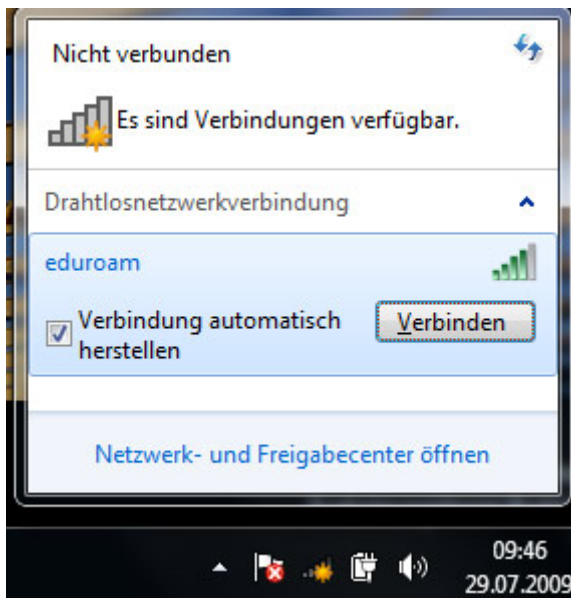 Nicht verbunden
Es sind Verbindungen verfügbar.
Drahtlosnetzwerkverbindung
eduroam
Verbindung automatisch
herstellen
Verbinden
Netzwerk- und Freigabecenter öffnen
09:46
29.07.2009